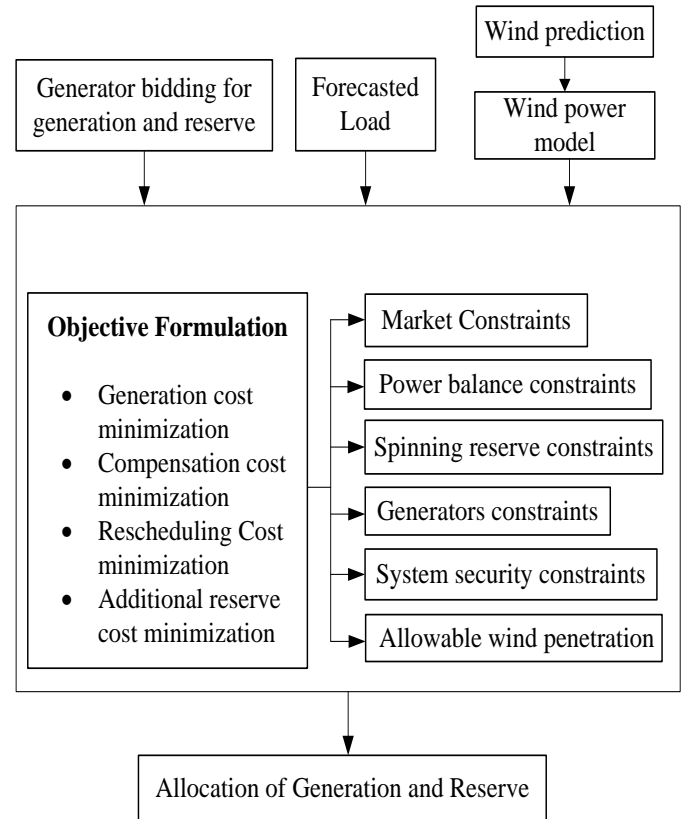 Wind prediction
Generator bidding for
generation and reserve
Forecasted
Load
Wind power
model
Objective Formulation
• Generation cost
minimization
• Compensation cost
minimization
• Rescheduling Cost
minimization
• Additional reserve
cost minimization
Market Constraints
Power balance constraints
Spinning reserve constraints
Generators constraints
System security constraints
Allowable wind penetration
Allocation of Generation and Reserve